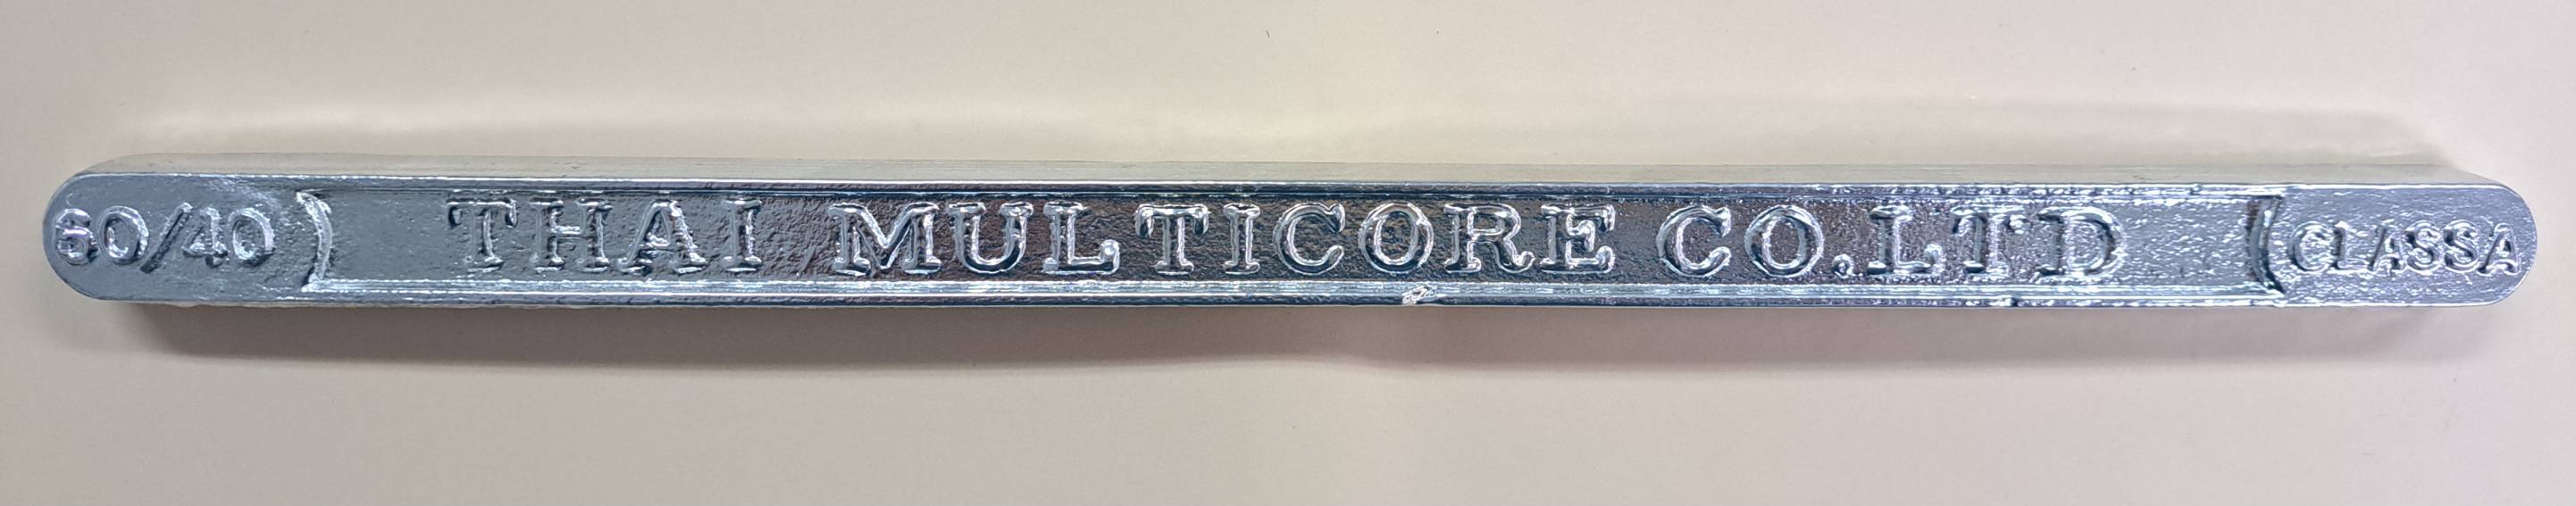 60/40 THAI MULTICORE CO.LTD CLASSA